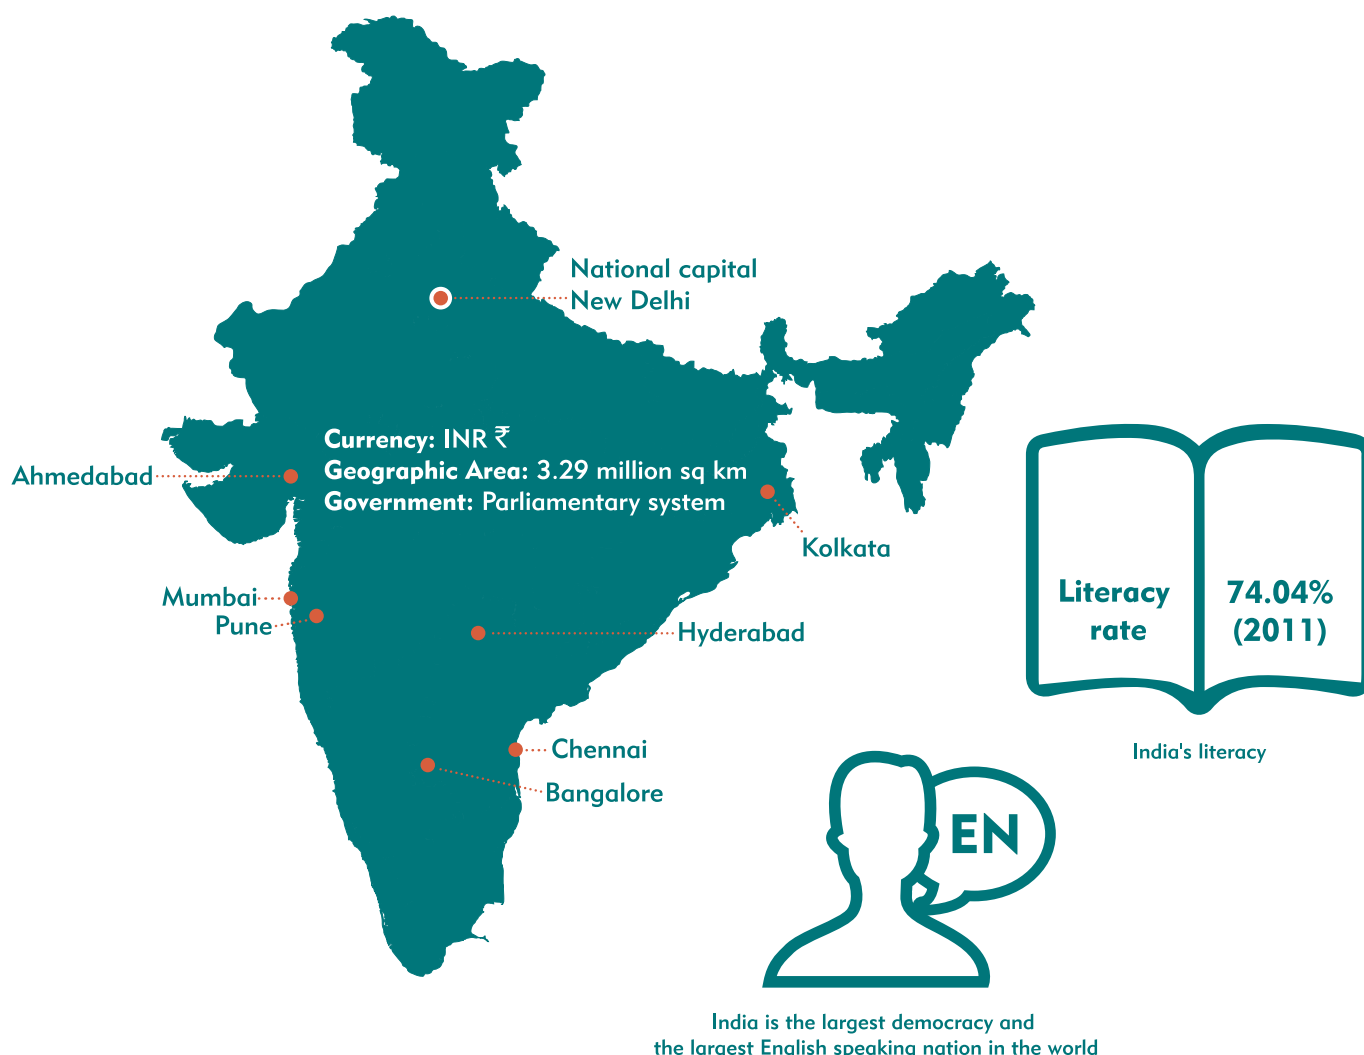 National capital
New Delhi
Currency: INR ₹
Geographic Area: 3.29 million sq km
Government: Parliamentary system
Ahmedabad
Kolkata
Mumbai
Pune
Hyderabad
Chennai
Bangalore
Literacy
rate
74.04%
(2011)
India's literacy
EN
India is the largest democracy and
the largest English speaking nation in the world